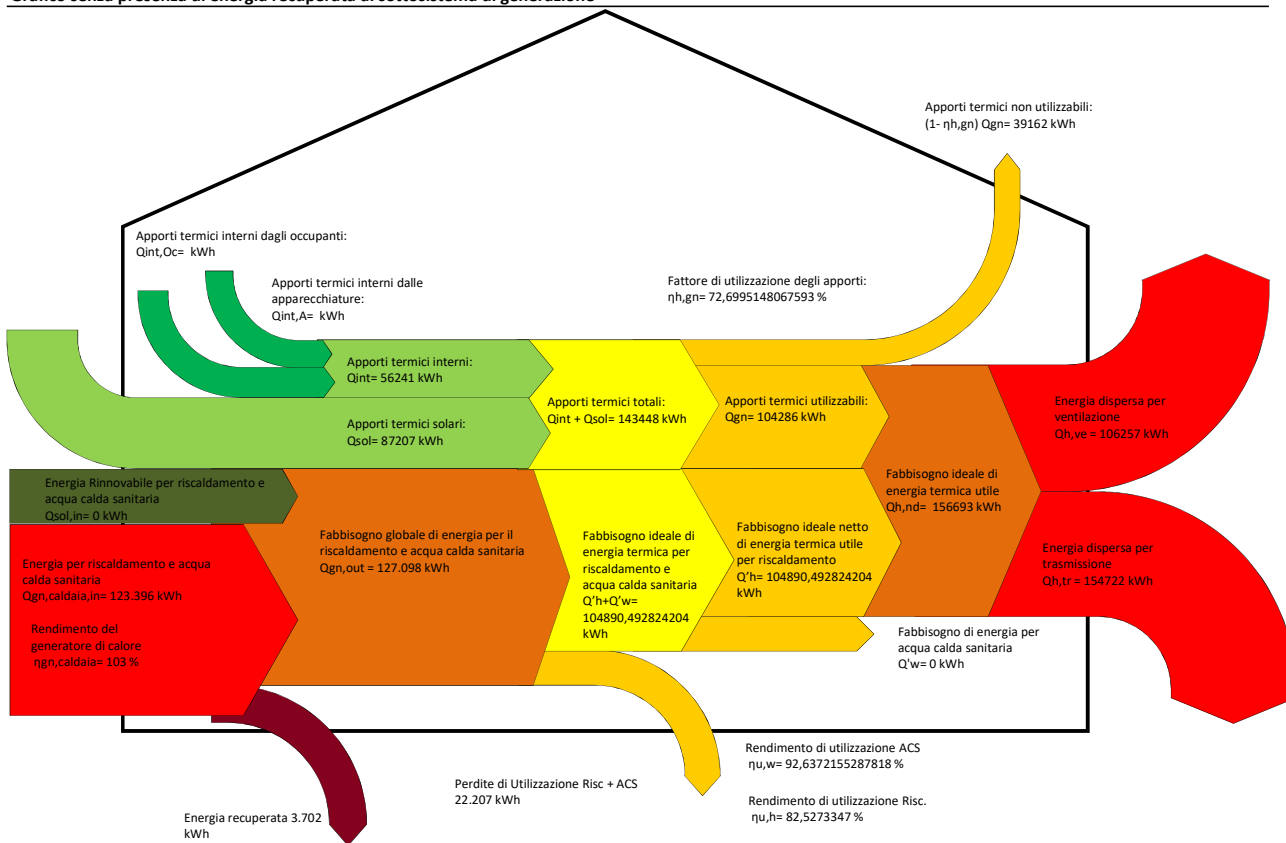 Grafico senza presenza di energia recuperata al sottosistema di generazione
Apporti termici non utilizzabili:
(1- ηh,gn) Qgn= 39162 kWh
Apporti termici interni dagli occupanti:
Qint,Oc=  kWh
Apporti termici interni dalle
apparecchiature:
Qint,A=  kWh
Fattore di utilizzazione degli apporti:
ηh,gn= 72,6995148067593 %
Apporti termici interni:
Qint= 56241 kWh
Apporti termici solari:
Qsol= 87207 kWh
Apporti termici totali:
Qint + Qsol= 143448 kWh
Apporti termici utilizzabili:
Qgn= 104286 kWh
Energia dispersa per
ventilazione
Qh,ve = 106257 kWh
Energia Rinnovabile per riscaldamento e
acqua calda sanitaria
Qsol,in= 0 kWh
Fabbisogno ideale di
energia termica utile
Qh,nd=  156693 kWh
Energia per riscaldamento e acqua
calda sanitaria
Qgn,caldaia,in= 123.396 kWh
Rendimento del
generatore di calore
ηgn,caldaia= 103 %
Fabbisogno globale di energia per il
riscaldamento e acqua calda sanitaria
Qgn,out = 127.098 kWh
Fabbisogno ideale di
energia termica per
riscaldamento e
acqua calda sanitaria
Q’h+Q’w=
104890,492824204
kWh
Fabbisogno ideale netto
di energia termica utile
per riscaldamento
Q’h= 104890,492824204
kWh
Energia dispersa per
trasmissione
Qh,tr = 154722 kWh
Fabbisogno di energia per
acqua calda sanitaria
Q’w= 0 kWh
Rendimento di utilizzazione ACS
ηu,w= 92,6372155287818 %
Rendimento di utilizzazione Risc.
ηu,h= 82,5273347 %
Perdite di Utilizzazione Risc + ACS
22.207 kWh
Energia recuperata 3.702
kWh